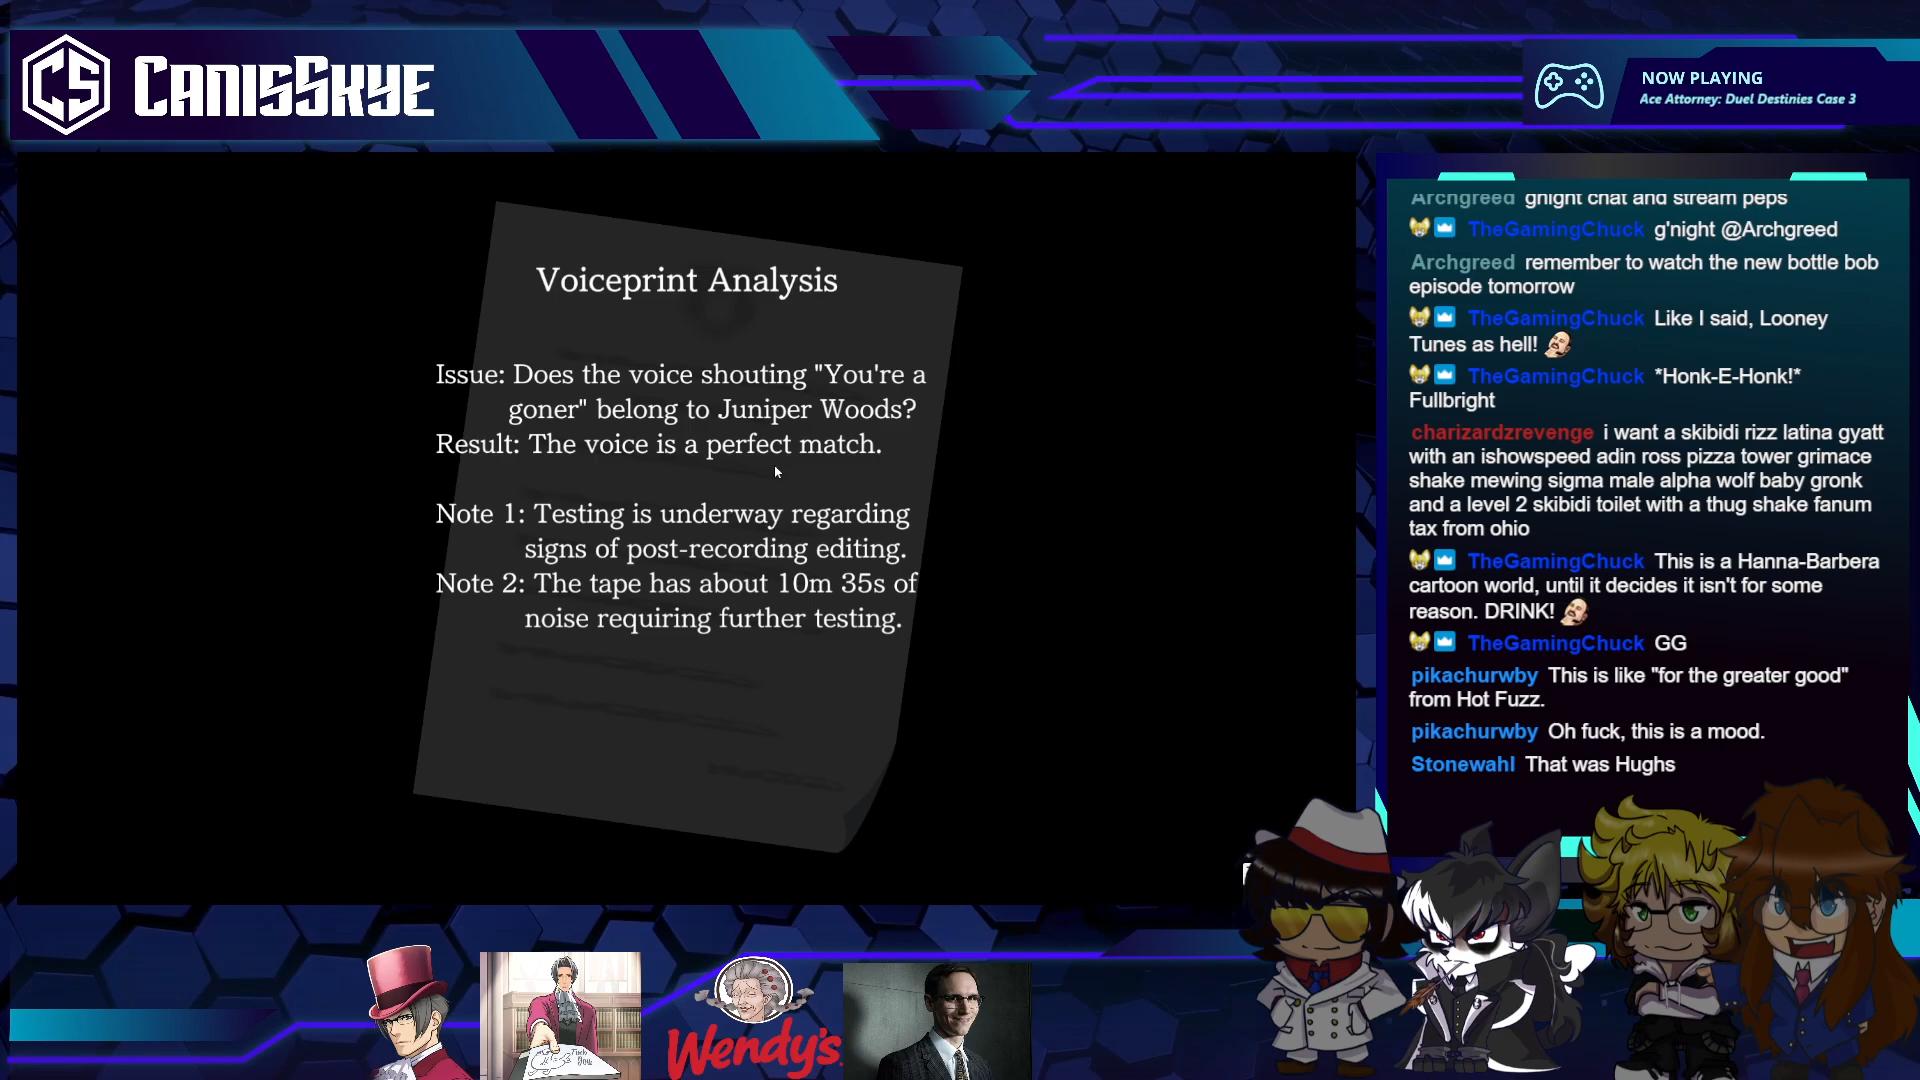 CS CANISSKYE
NOW PLAYING
Ace Attorney: Duel Destinies Case 3
Voiceprint Analysis
Issue: Does the voice shouting "You're a
goner" belong to Juniper Woods?
Result: The voice is a perfect match.
Note 1: Testing is underway regarding
signs of post-recording editing.
Note 2: The tape has about 10m 35s of
noise requiring further testing.
Archgreed gnight chat and stream peps
TheGamingChuck g'night @Archgreed
Archgreed remember to watch the new bottle bob
episode tomorrow
TheGamingChuck Like I said, Looney
Tunes as hell!
TheGamingChuck *Honk-E-Honk!*
Fullbright
charizardzrevenge i want a skibidi rizz latina gyatt
with an ishowspeed adin ross pizza tower grimace
shake mewing sigma male alpha wolf baby gronk
and a level 2 skibidi toilet with a thug shake fanum
tax from ohio
TheGamingChuck This is a Hanna-Barbera
cartoon world, until it decides it isn't for some
reason. DRINK!
TheGamingChuck GG
pikachurwby This is like "for the greater good"
from Hot Fuzz.
pikachurwby Oh fuck, this is a mood.
Stonewahl That was Hughs
Fuck
You
Wendy's